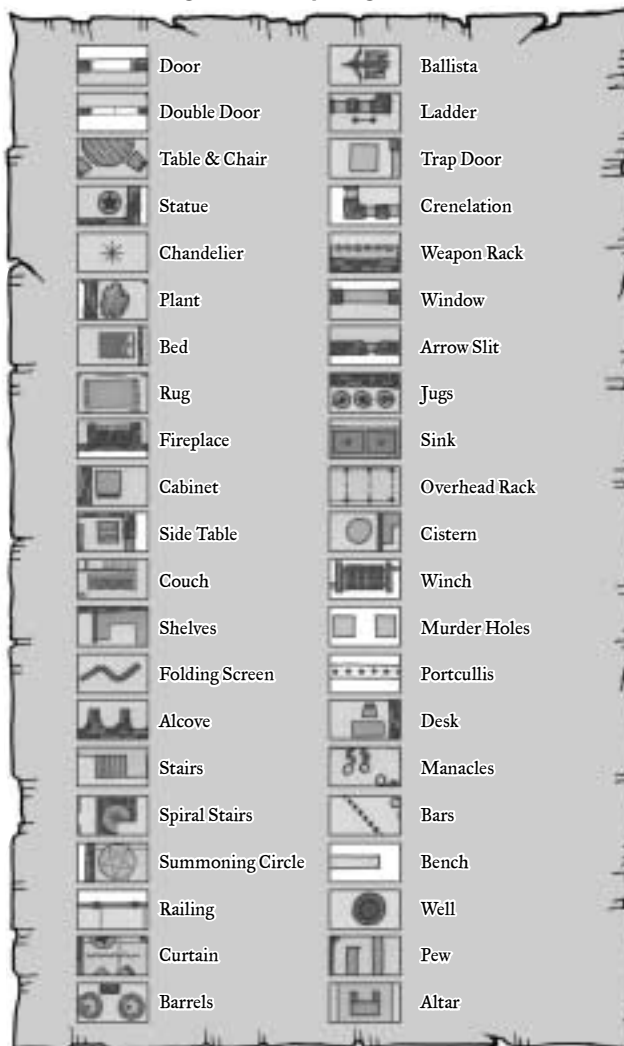 Door
Double Door
Table & Chair
Statue
Chandelier
Plant
Bed
Rug
Fireplace
Cabinet
Side Table
Couch
Shelves
Folding Screen
Alcove
Stairs
Spiral Stairs
Summoning Circle
Railing
Curtain
Barrels
Ballista
Ladder
Trap Door
Crenelation
Weapon Rack
Window
Arrow Slit
Jugs
Sink
Overhead Rack
Cistern
Winch
Murder Holes
Portcullis
Desk
Manacles
Bars
Bench
Well
Pew
Altar